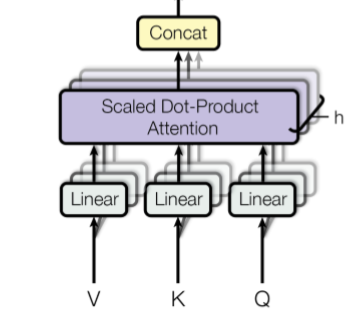 Concat
Scaled Dot-Product
Attention
h
Linear Linear Linear
V K Q